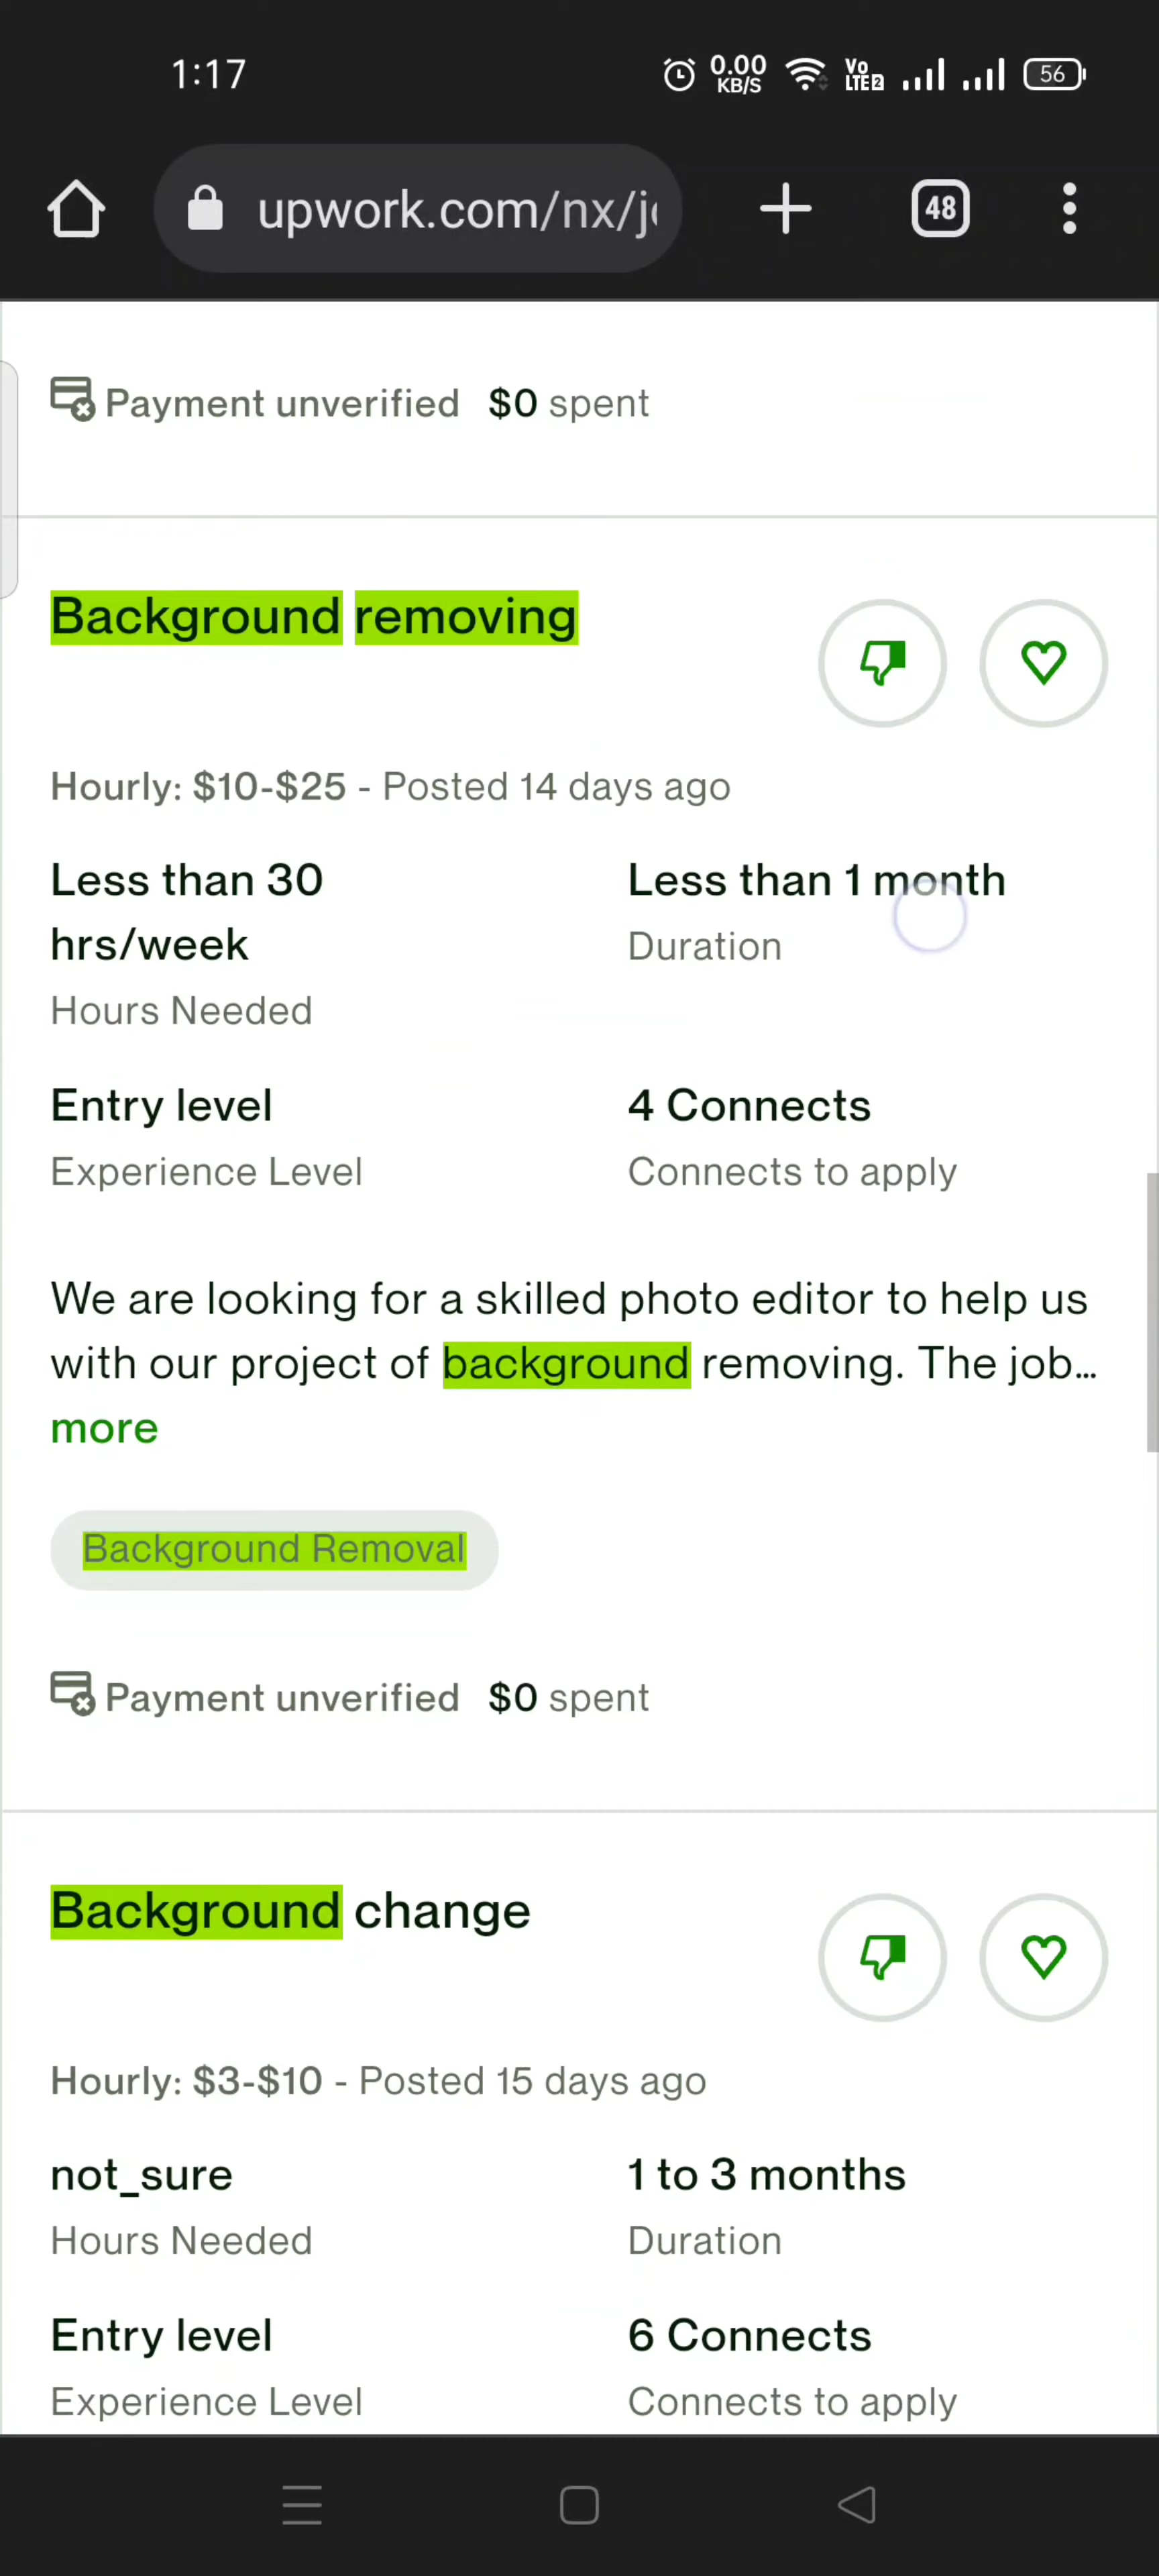 1:17
0.00
KB/S
Vo
LTE2
56
upwork.com/nx/j
48
Payment unverified $0 spent
Background removing
Hourly: $10-$25 - Posted 14 days ago
Less than 30
hrs/week
Hours Needed
Less than 1 month
Duration
Entry level
Experience Level
4 Connects
Connects to apply
We are looking for a skilled photo editor to help us
with our project of background removing. The job...
more
Background Removal
Payment unverified $0 spent
Background change
Hourly: $3-$10 - Posted 15 days ago
not_sure
Hours Needed
1 to 3 months
Duration
Entry level
Experience Level
6 Connects
Connects to apply